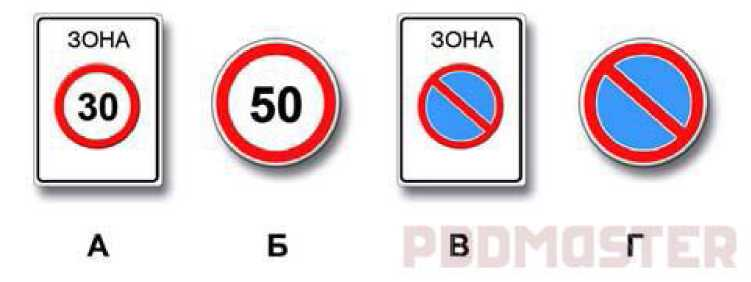 ЗОНА ЗОНА
30 50
А Б В Г
PDDMASTER